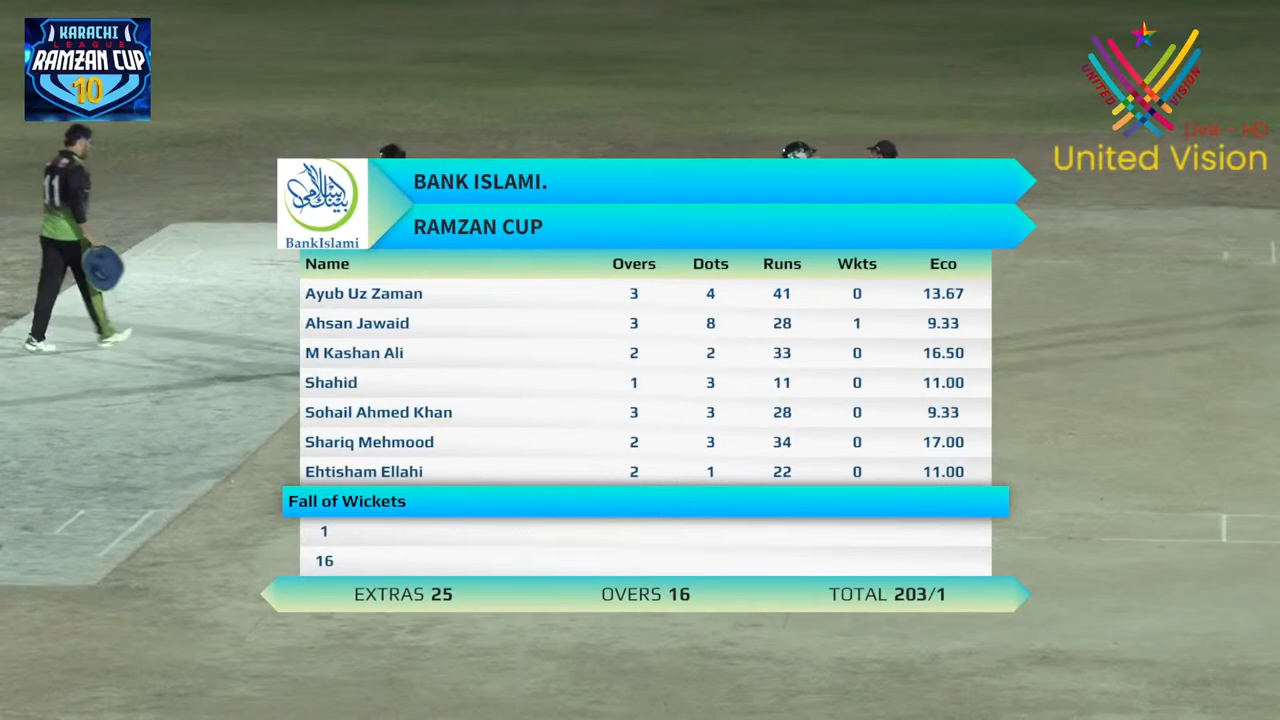 KARACHI
LEAGUE
RAMZAN CUP
10
UNITED VISION
Live - HD
United Vision
11
بینک اسلامی
BankIslami
BANK ISLAMI.
RAMZAN CUP
Name Overs Dots Runs Wkts Eco
Ayub Uz Zaman 3 4 41 0 13.67
Ahsan Jawaid 3 8 28 1 9.33
M Kashan Ali 2 2 33 0 16.50
Shahid 1 3 11 0 11.00
Sohail Ahmed Khan 3 3 28 0 9.33
Shariq Mehmood 2 3 34 0 17.00
Ehtisham Ellahi 2 1 22 0 11.00
Fall of Wickets
1
16
EXTRAS 25 OVERS 16 TOTAL 203/1